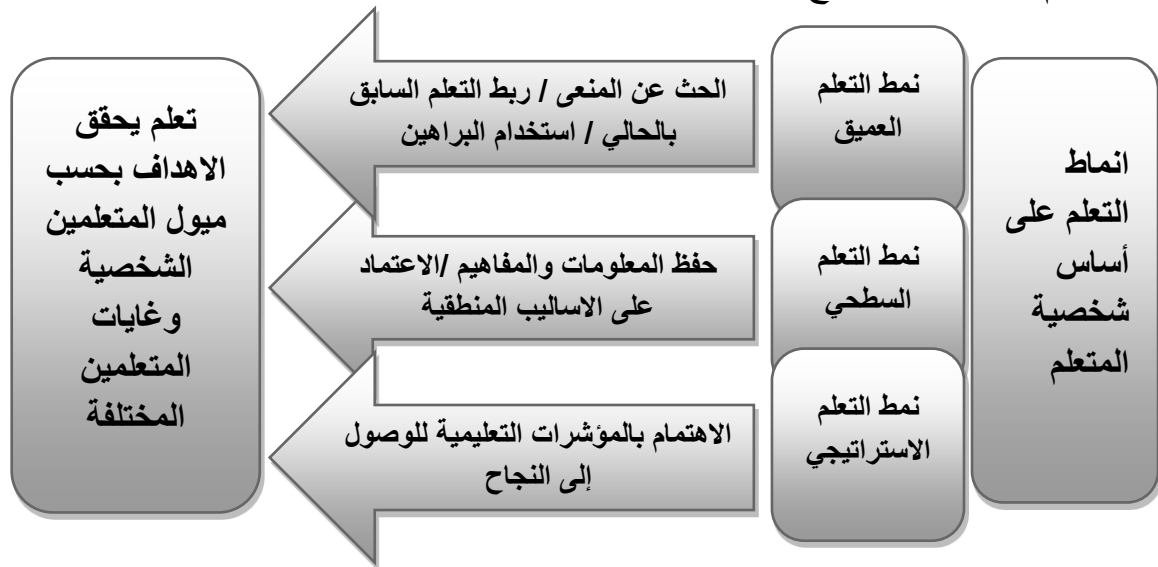 انماط
التعلم على
أساس
شخصية
المتعلم
نمط التعلم
العميق
الحث عن المنعى / ربط التعلم السابق
بالحالي / استخدام البراهين
نمط التعلم
السطحي
حفظ المعلومات والمفاهيم /الاعتماد
على الاساليب المنطقية
نمط التعلم
الاستراتيجي
الاهتمام بالمؤشرات التعليمية للوصول
إلى النجاح
تعلم يحقق
الاهداف بحسب
ميول المتعلمين
الشخصية
وغايات
المتعلمين
المختلفة